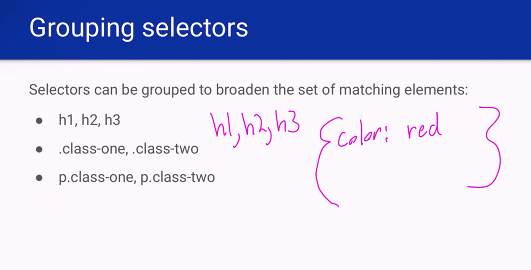 Grouping selectors
Selectors can be grouped to broaden the set of matching elements:
● h1, h2, h3
● .class-one, .class-two
● p.class-one, p.class-two
h1, h2, h3 { color: red }